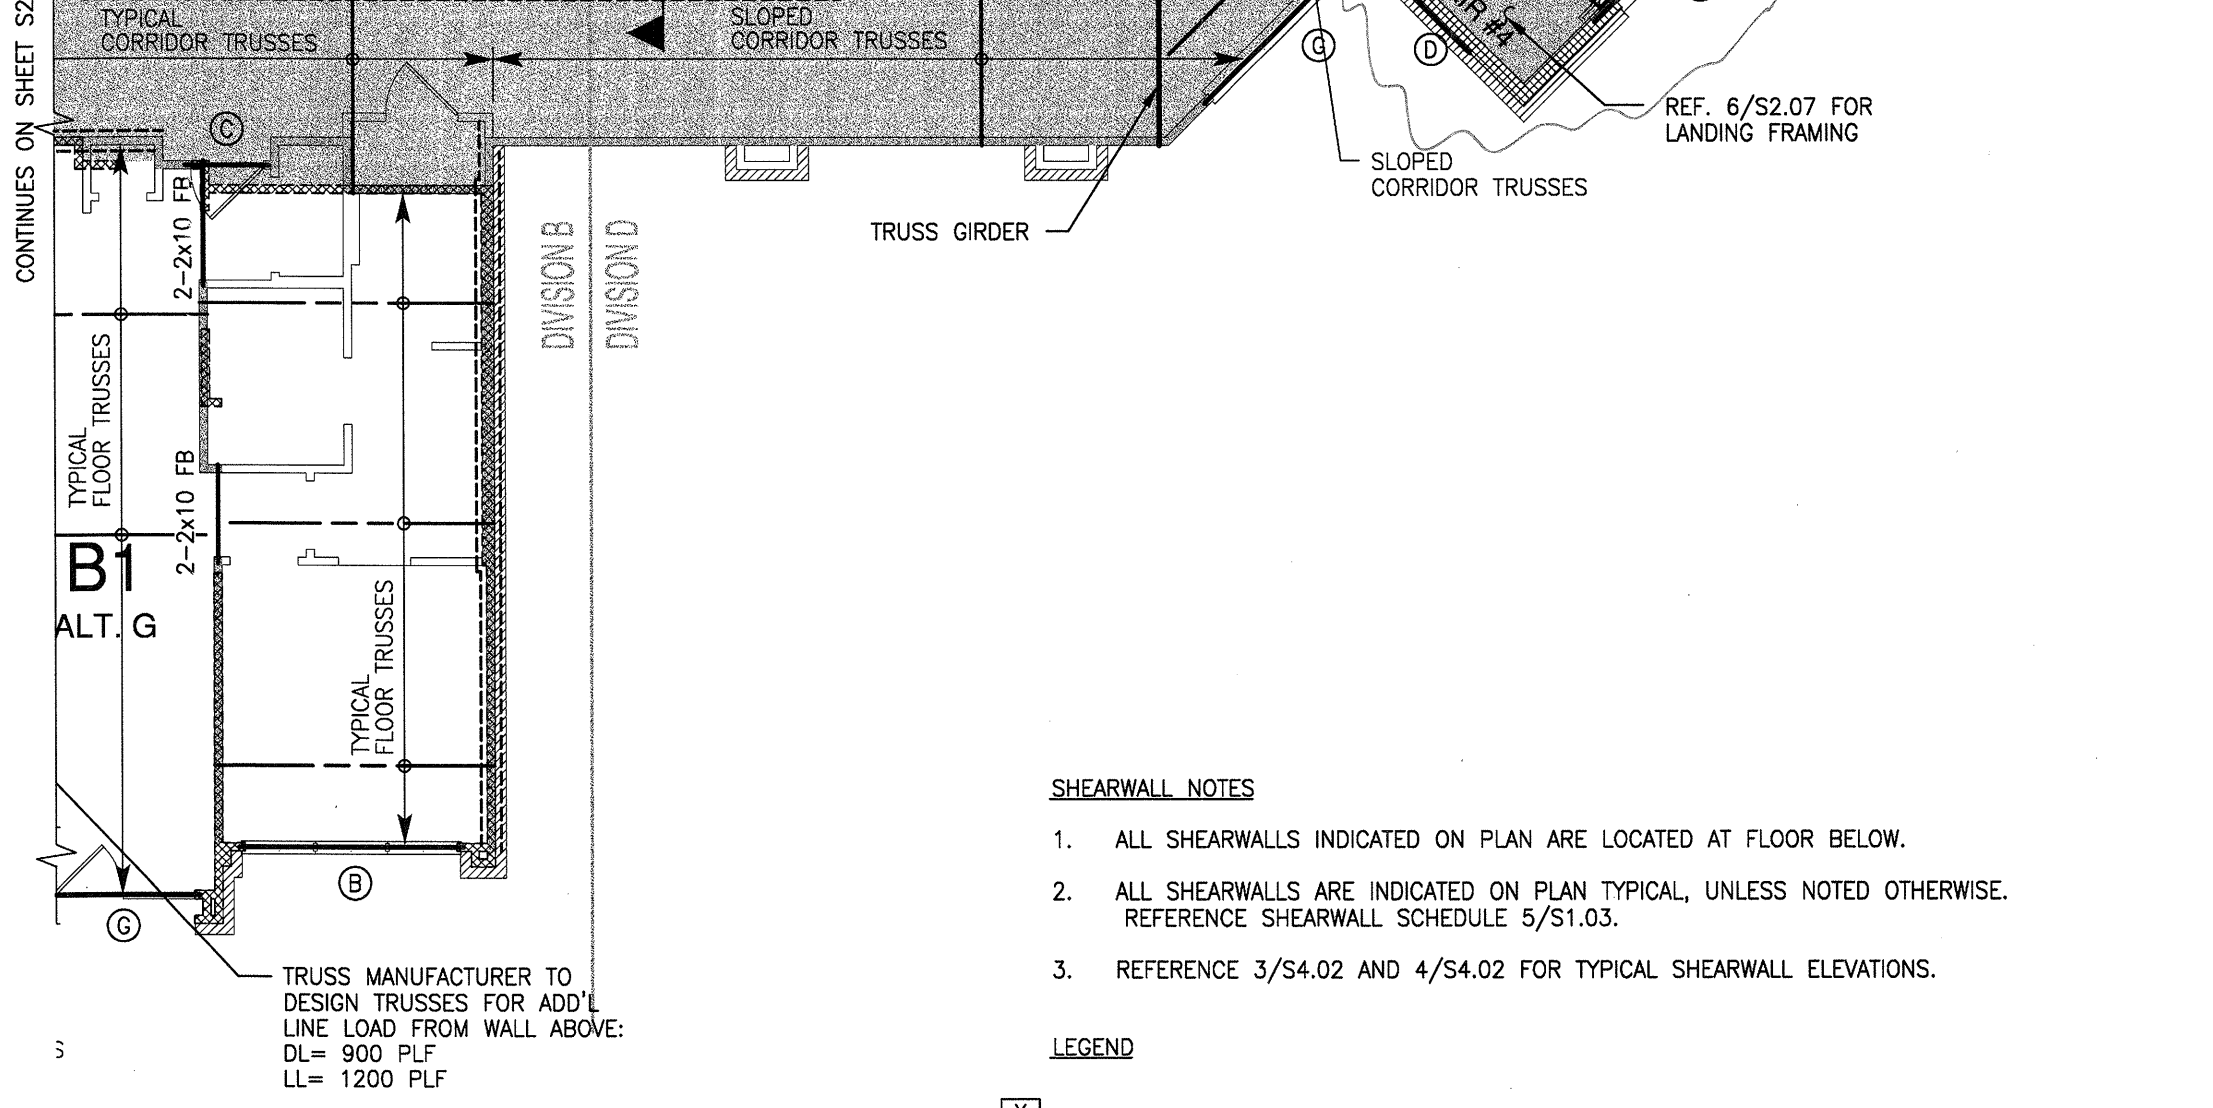 CONTINUES ON SHEET S2
TYPICAL
CORRIDOR TRUSSES
SLOPED
CORRIDOR TRUSSES
C
G
D
#4
REF. 6/S2.07 FOR
LANDING FRAMING
SLOPED
CORRIDOR TRUSSES
TRUSS GIRDER
2-2x10 FB
DIVISION B
DIVISION D
TYPICAL
FLOOR TRUSSES
2-2x10 FB
B1
ALT. G
TYPICAL
FLOOR TRUSSES
B
G
TRUSS MANUFACTURER TO
DESIGN TRUSSES FOR ADD'L
LINE LOAD FROM WALL ABOVE:
DL= 900 PLF
LL= 1200 PLF
S
SHEARWALL NOTES
1. ALL SHEARWALLS INDICATED ON PLAN ARE LOCATED AT FLOOR BELOW.
2. ALL SHEARWALLS ARE INDICATED ON PLAN TYPICAL, UNLESS NOTED OTHERWISE.
REFERENCE SHEARWALL SCHEDULE 5/S1.03.
3. REFERENCE 3/S4.02 AND 4/S4.02 FOR TYPICAL SHEARWALL ELEVATIONS.
LEGEND